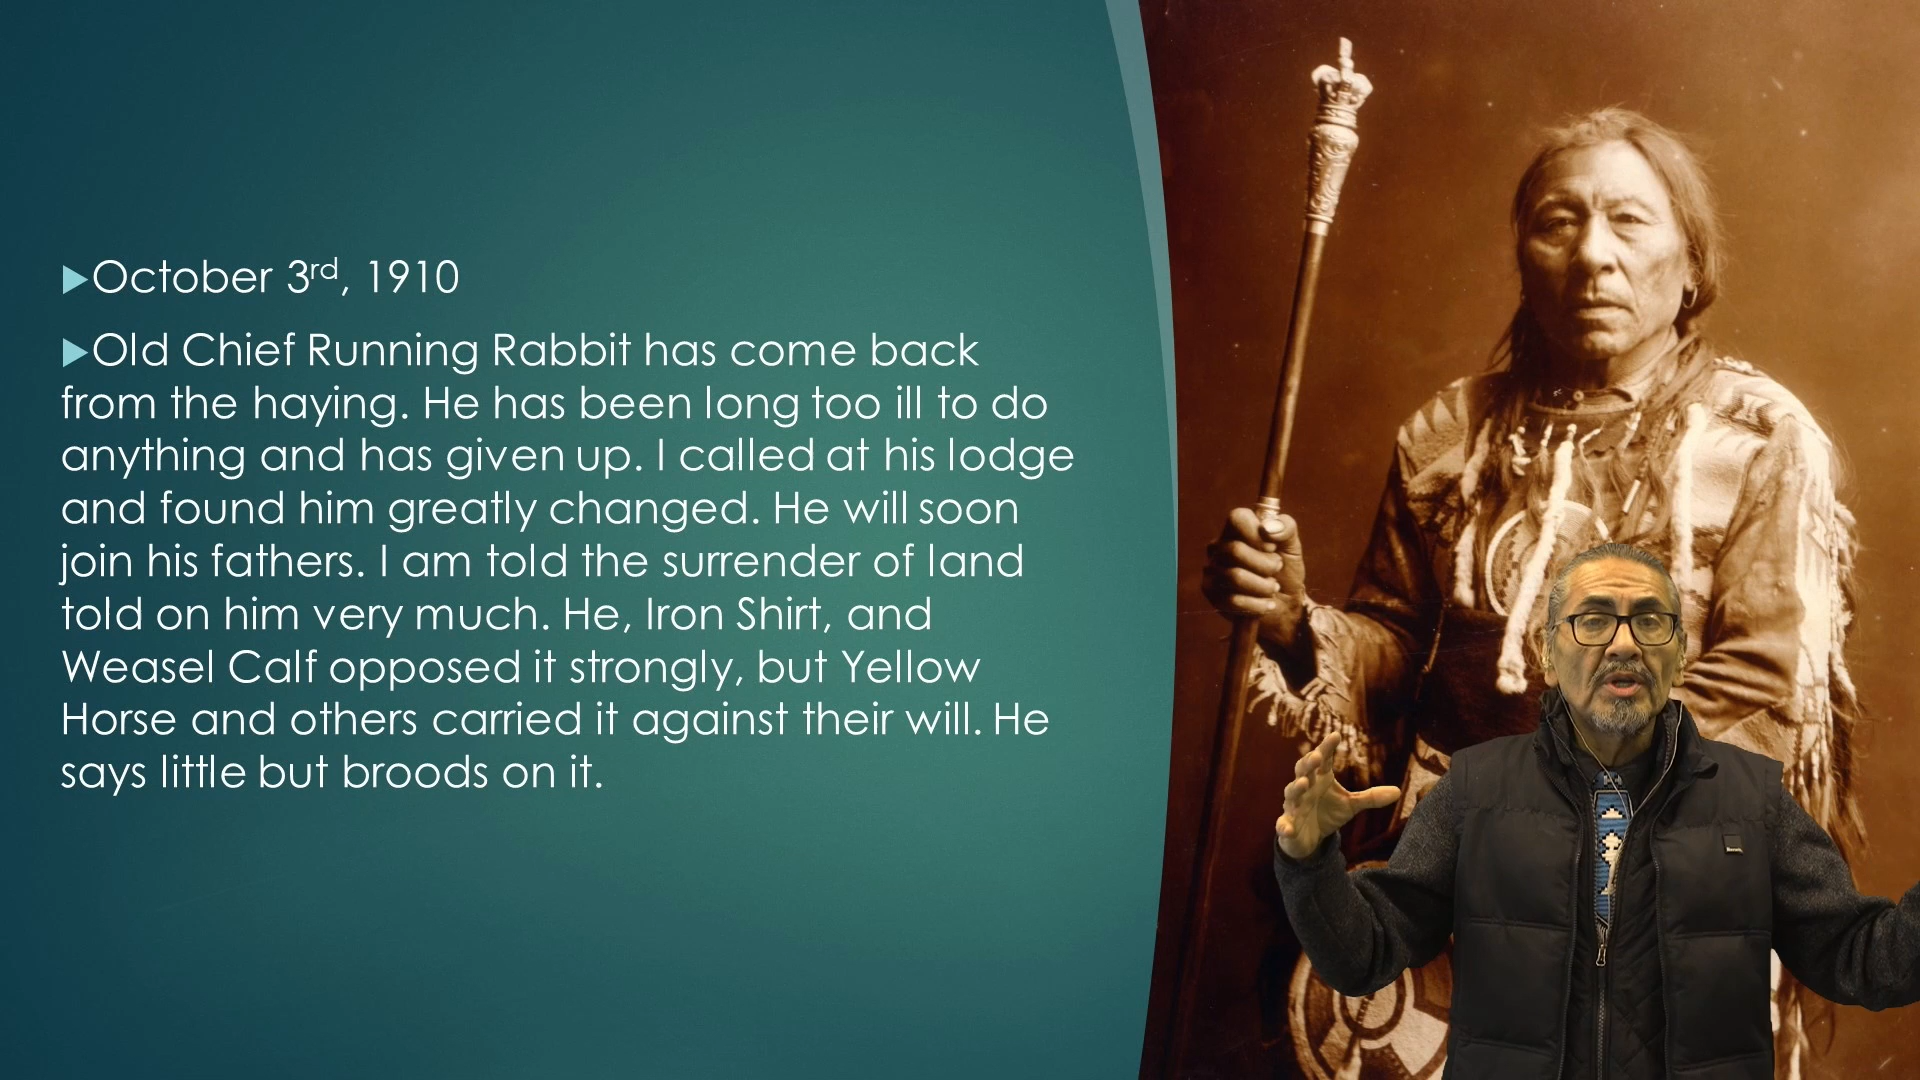 October 3rd, 1910
Old Chief Running Rabbit has come back
from the haying. He has been long too ill to do
anything and has given up. I called at his lodge
and found him greatly changed. He will soon
join his fathers. I am told the surrender of land
told on him very much. He, Iron Shirt, and
Weasel Calf opposed it strongly, but Yellow
Horse and others carried it against their will. He
says little but broods on it.